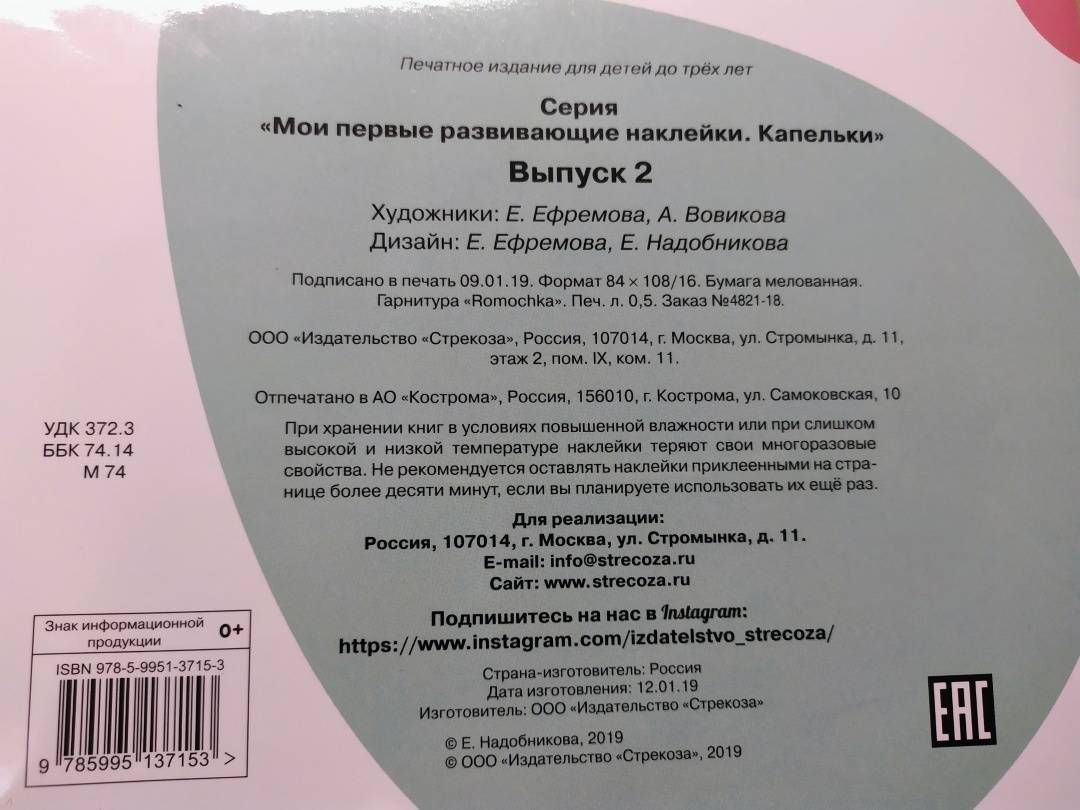 Печатное издание для детей до трёх лет
Серия
«Мои первые развивающие наклейки. Капельки»
Выпуск 2
Художники: Е. Ефремова, А. Вовикова
Дизайн: Е. Ефремова, Е. Надобникова
Подписано в печать 09.01.19. Формат 84 × 108/16. Бумага мелованная.
Гарнитура «Romochka». Печ. л. 0,5. Заказ №4821-18.
ООО «Издательство «Стрекоза», Россия, 107014, г. Москва, ул. Стромынка, д. 11,
этаж 2, пом. IX, ком. 11.
Отпечатано в АО «Кострома», Россия, 156010, г. Кострома, ул. Самоковская, 10
При хранении книг в условиях повышенной влажности или при слишком
высокой и низкой температуре наклейки теряют свои многоразовые
свойства. Не рекомендуется оставлять наклейки приклеенными на стра-
нице более десяти минут, если вы планируете использовать их ещё раз.
УДК 372.3
ББК 74.14
М 74
Для реализации:
Россия, 107014, г. Москва, ул. Стромынка, д. 11.
E-mail: info@strecoza.ru
Сайт: www.strecoza.ru
Подпишитесь на нас в Instagram:
https://www.instagram.com/izdatelstvo_strecoza/
Страна-изготовитель: Россия
Дата изготовления: 12.01.19
Изготовитель: ООО «Издательство «Стрекоза»
© Е. Надобникова, 2019
© ООО «Издательство «Стрекоза», 2019
Знак информационной
продукции 0+
ISBN 978-5-9951-3715-3
9 785995 137153 >
EAC